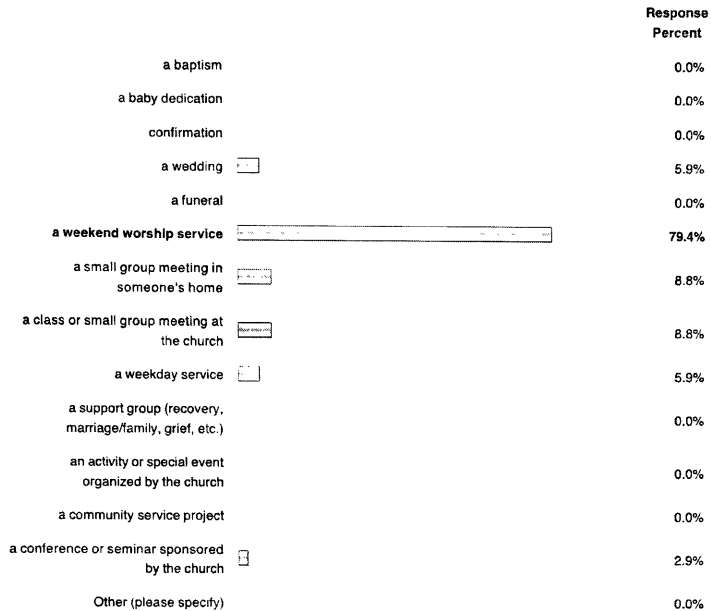 Response
Percent
a baptism 0.0%
a baby dedication 0.0%
confirmation 0.0%
a wedding 5.9%
a funeral 0.0%
a weekend worship service 79.4%
a small group meeting in
someone's home 8.8%
a class or small group meeting at
the church 8.8%
a weekday service 5.9%
a support group (recovery,
marriage/family, grief, etc.) 0.0%
an activity or special event
organized by the church 0.0%
a community service project 0.0%
a conference or seminar sponsored
by the church 2.9%
Other (please specify) 0.0%